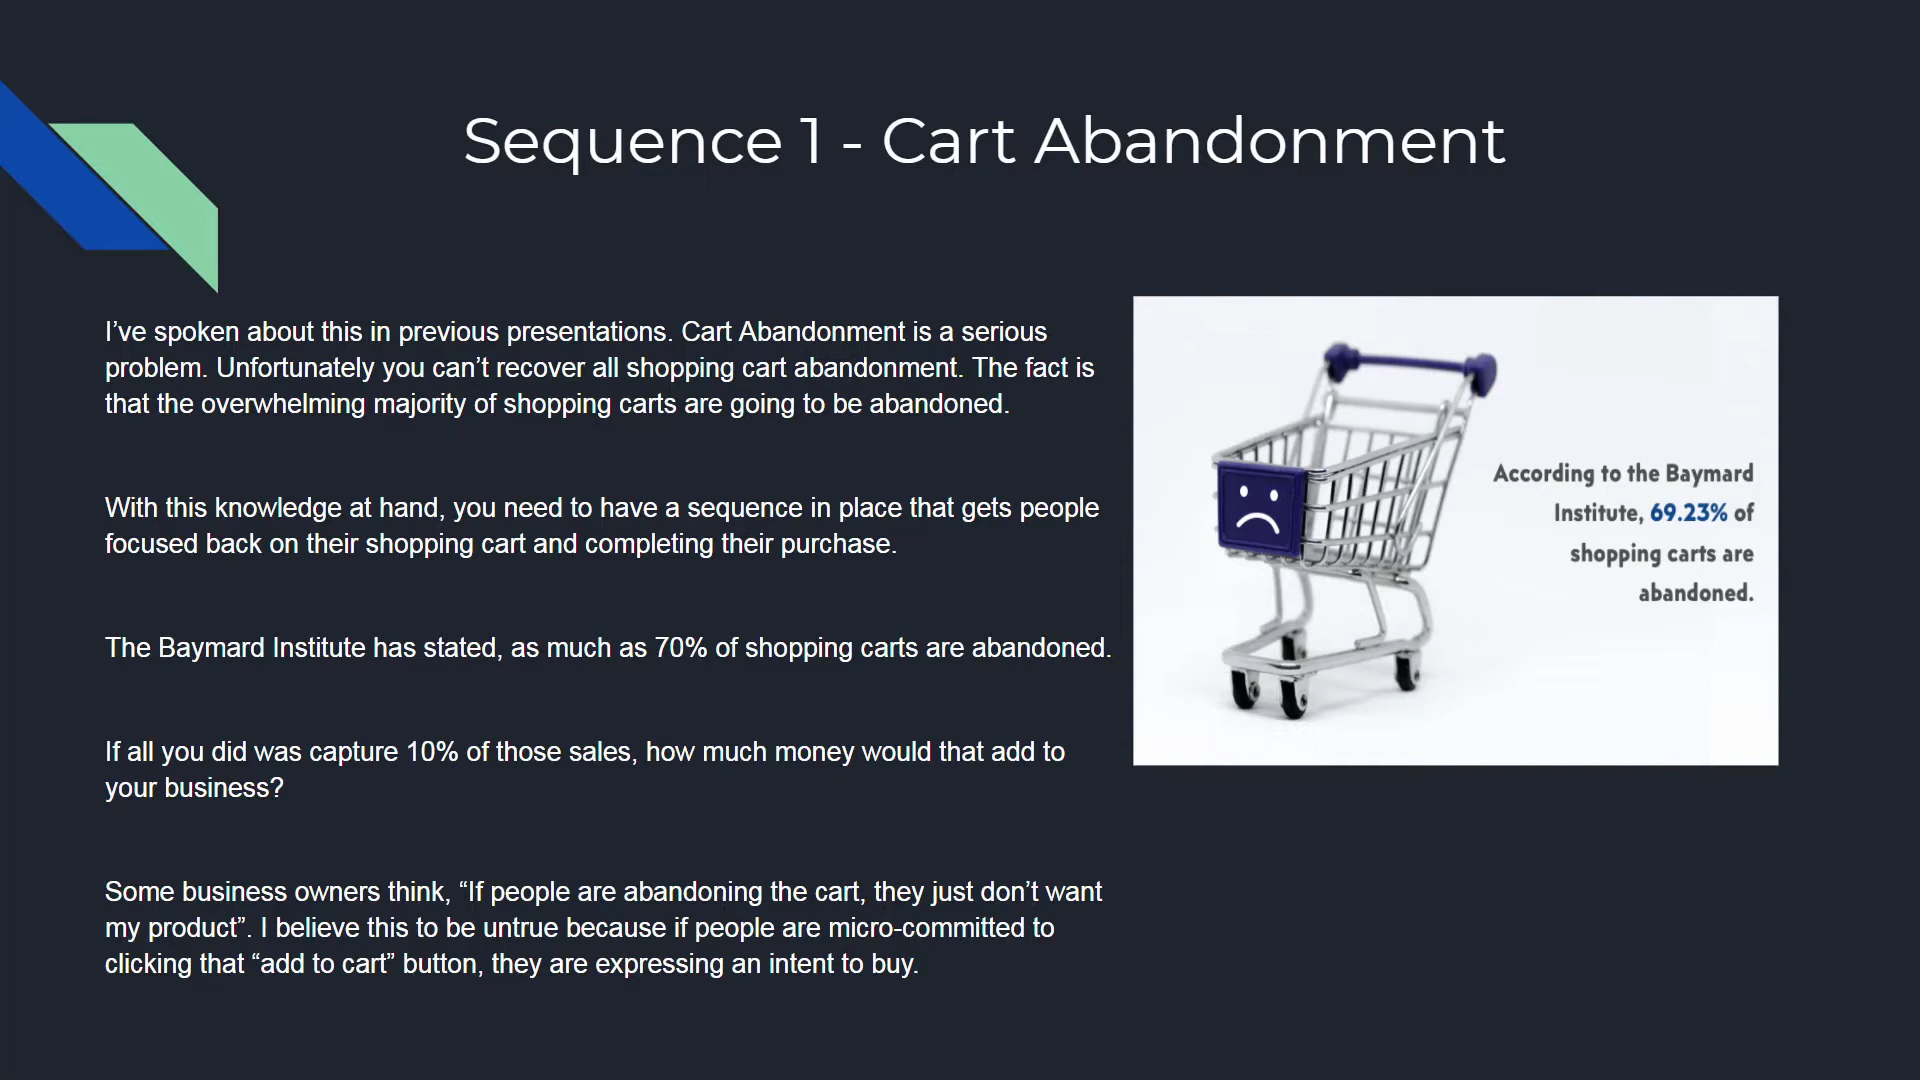 Sequence 1 - Cart Abandonment
I’ve spoken about this in previous presentations. Cart Abandonment is a serious
problem. Unfortunately you can’t recover all shopping cart abandonment. The fact is
that the overwhelming majority of shopping carts are going to be abandoned.
With this knowledge at hand, you need to have a sequence in place that gets people
focused back on their shopping cart and completing their purchase.
The Baymard Institute has stated, as much as 70% of shopping carts are abandoned.
If all you did was capture 10% of those sales, how much money would that add to
your business?
Some business owners think, “If people are abandoning the cart, they just don’t want
my product”. I believe this to be untrue because if people are micro-committed to
clicking that “add to cart” button, they are expressing an intent to buy.
According to the Baymard
Institute, 69.23% of
shopping carts are
abandoned.